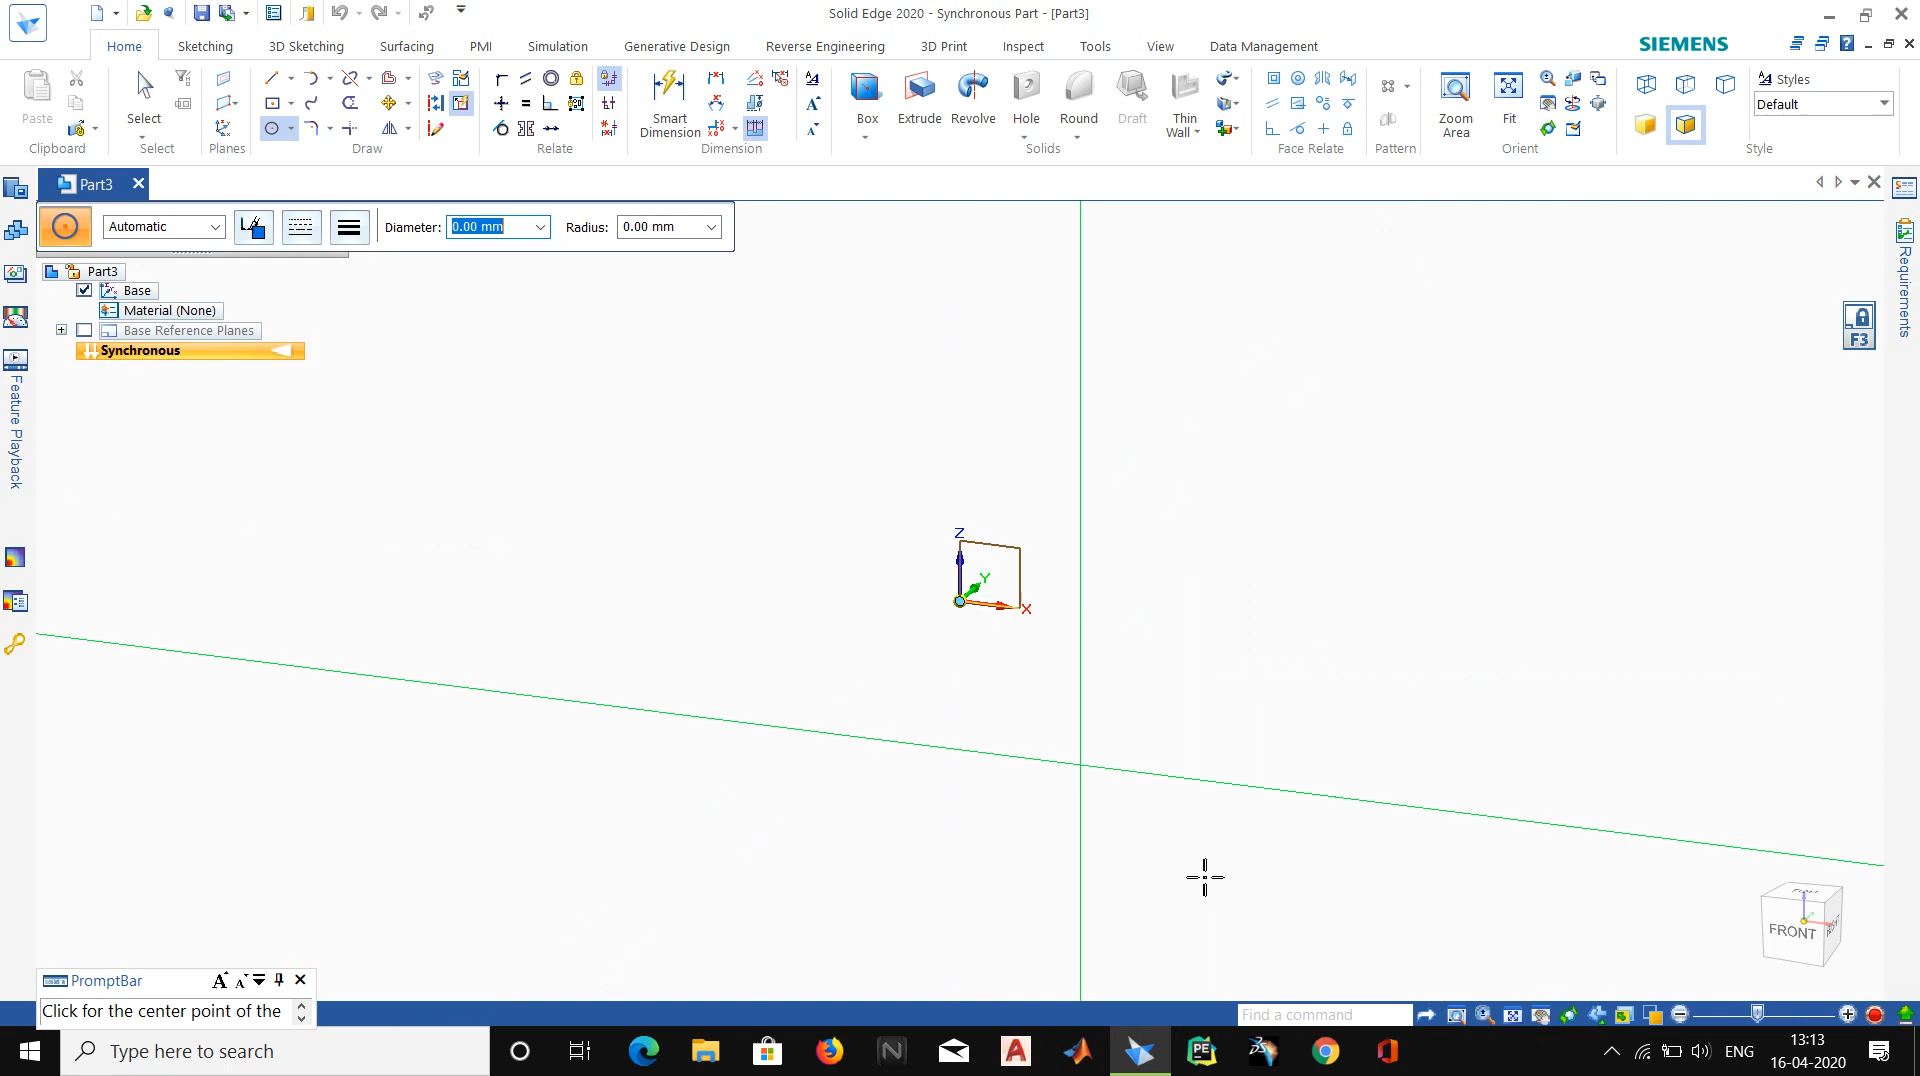 Solid Edge 2020 - Synchronous Part - [Part3]
Home
Sketching
3D Sketching
Surfacing
PMI
Simulation
Generative Design
Reverse Engineering
3D Print
Inspect
Tools
View
Data Management
SIEMENS
Paste
Clipboard
Select
Select
Planes
Draw
Relate
Smart
Dimension
Dimension
Box
Extrude
Revolve
Hole
Round
Draft
Thin
Wall
Solids
Face Relate
Pattern
Zoom
Area
Fit
Orient
Styles
Default
Style
Part3
Automatic
Diameter:
0.00 mm
Radius:
0.00 mm
Part3
Base
Material (None)
Base Reference Planes
Synchronous
Feature Playback
Requirements
F3
Z
Y
X
FRONT
PromptBar
Click for the center point of the
Find a command
Type here to search
ENG
13:13
16-04-2020